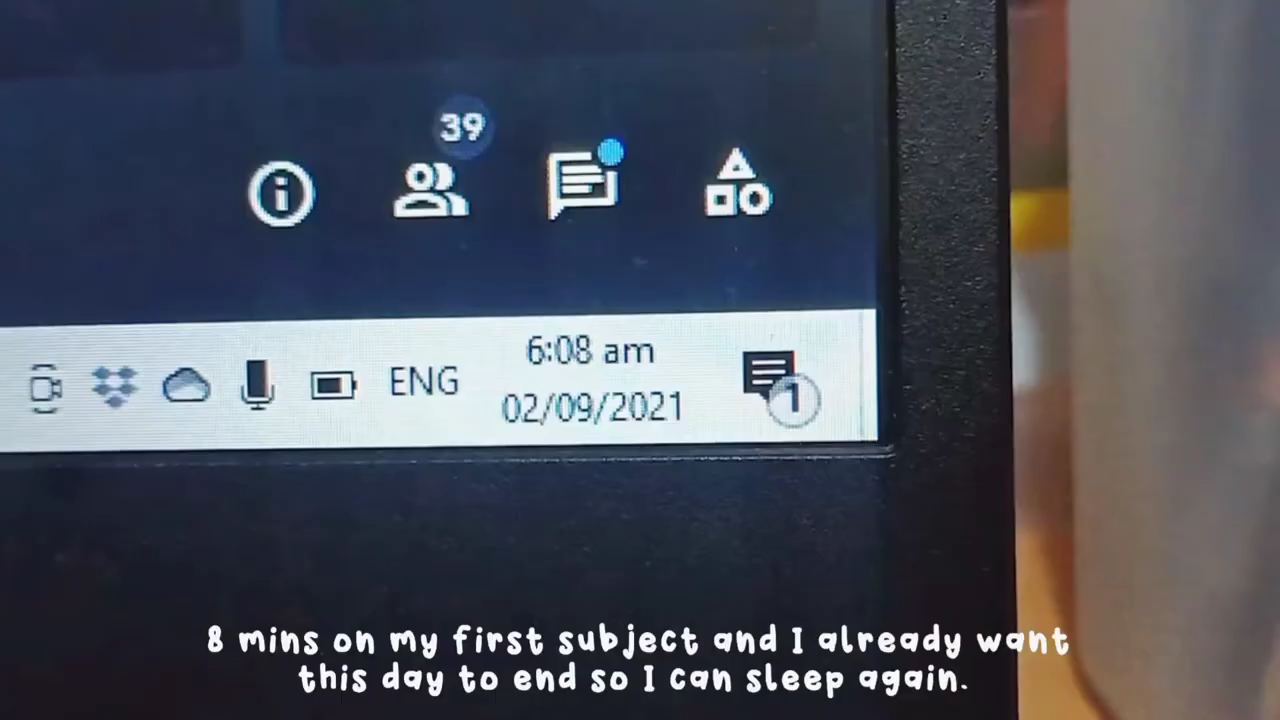 39
6:08 am
ENG
02/09/2021
1
8 mins on my first subject and I already want
this day to end so I can sleep again.